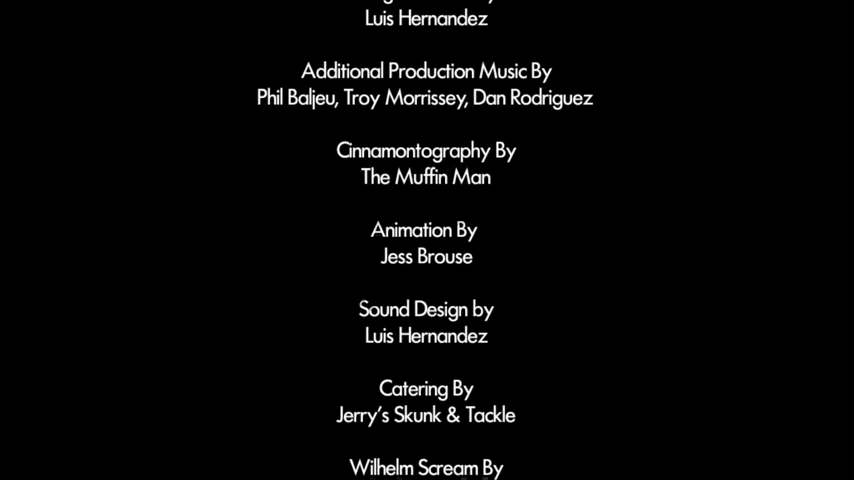 Luis Hernandez
Additional Production Music By
Phil Baljeu, Troy Morrissey, Dan Rodriguez
Cinnamontography By
The Muffin Man
Animation By
Jess Brouse
Sound Design by
Luis Hernandez
Catering By
Jerry's Skunk & Tackle
Wilhelm Scream By